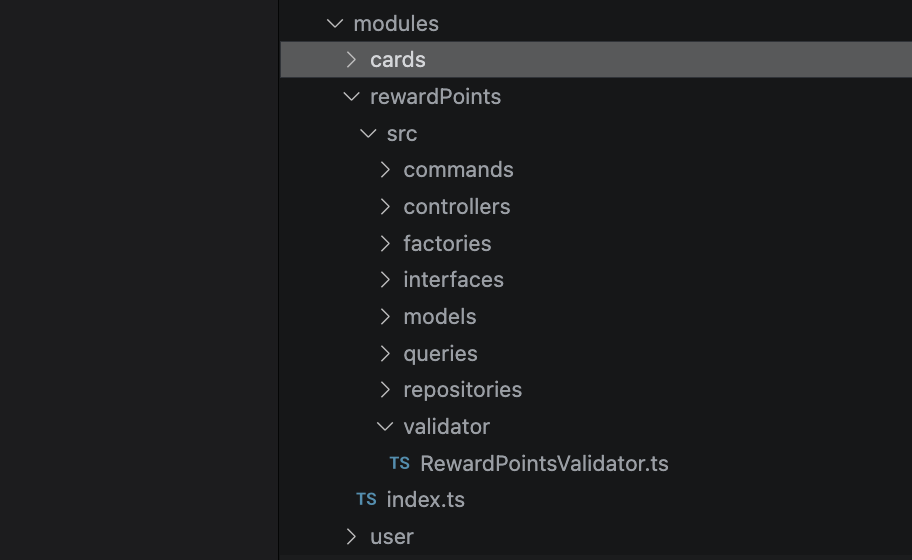 modules
cards
rewardPoints
src
commands
controllers
factories
interfaces
models
queries
repositories
validator
TS RewardPointsValidator.ts
TS index.ts
user